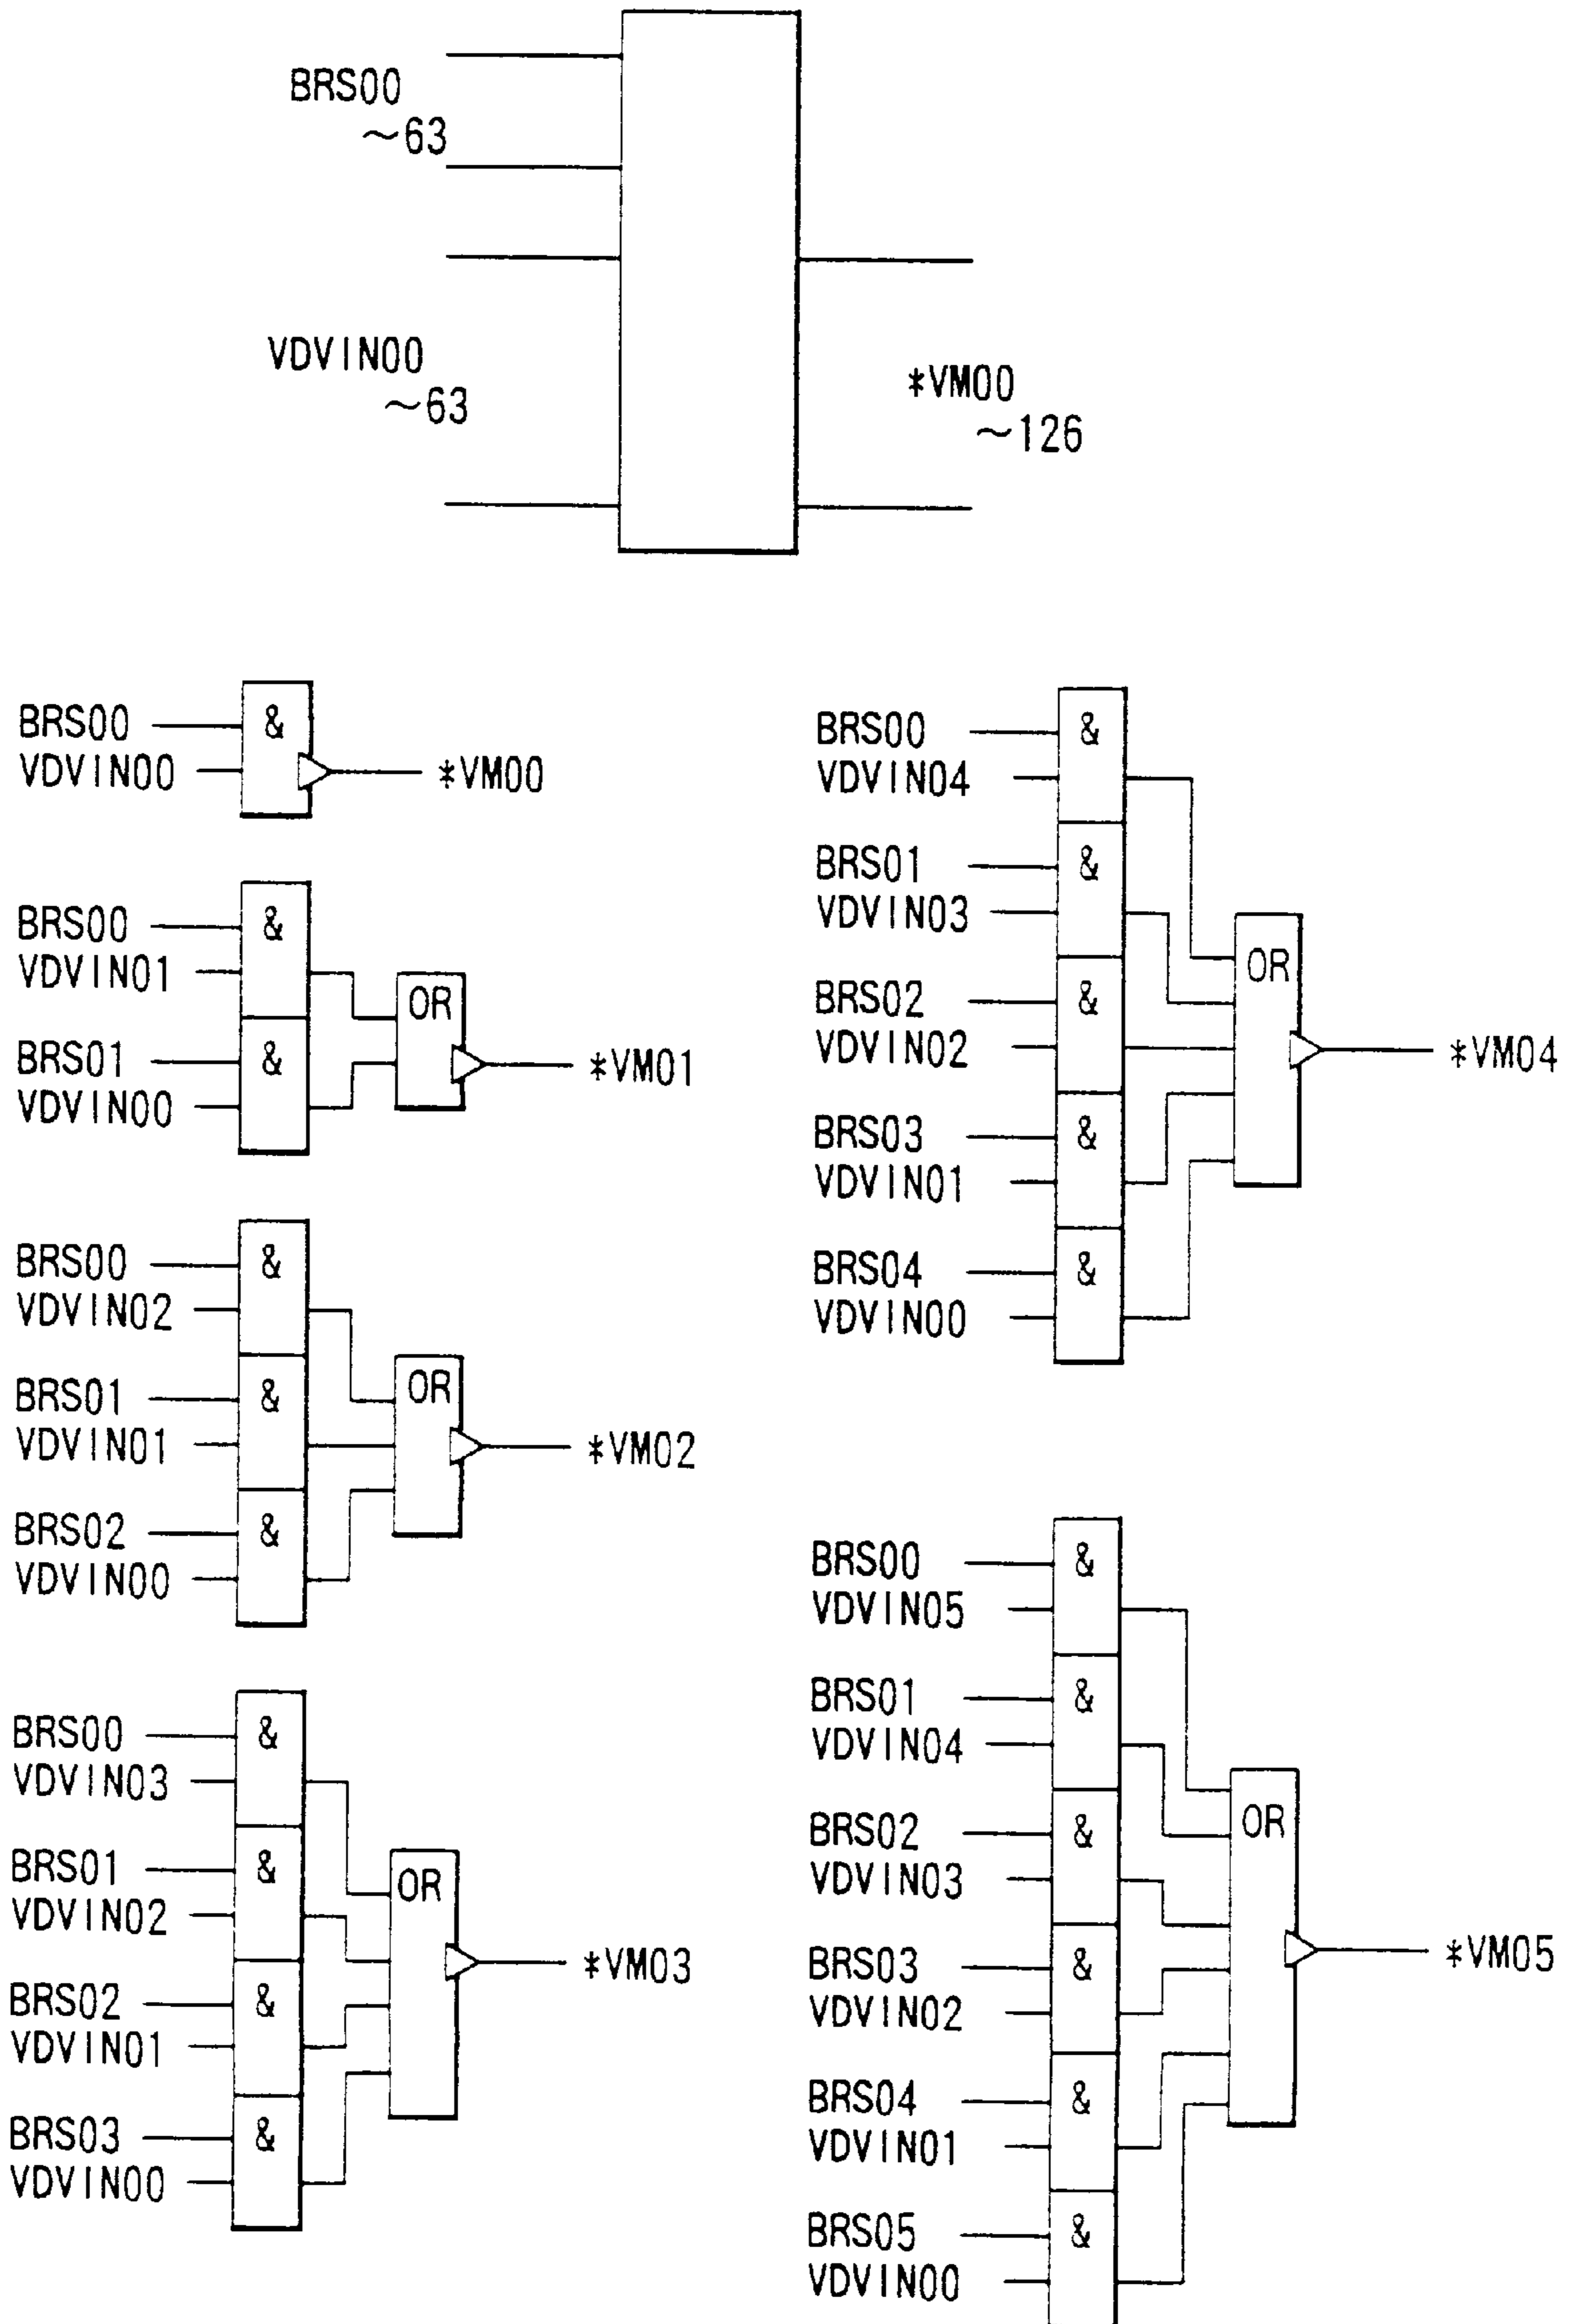 BRS00
~63
VDVIN00
~63
*VM00
~126
BRS00
&
VDVIN00
*VM00
BRS00
&
VDVIN01
OR
BRS01
&
*VM01
VDVIN00
BRS00
&
VDVIN02
OR
BRS01
&
VDVIN01
*VM02
BRS02
&
VDVIN00
BRS00
&
VDVIN03
BRS01
&
OR
VDVIN02
*VM03
BRS02
&
VDVIN01
BRS03
&
VDVIN00
BRS00
&
VDVIN04
BRS01
&
VDVIN03
OR
BRS02
&
VDVIN02
*VM04
BRS03
&
VDVIN01
BRS04
&
VDVIN00
BRS00
&
VDVIN05
BRS01
&
VDVIN04
OR
BRS02
&
VDVIN03
*VM05
BRS03
&
VDVIN02
BRS04
&
VDVIN01
BRS05
&
VDVIN00